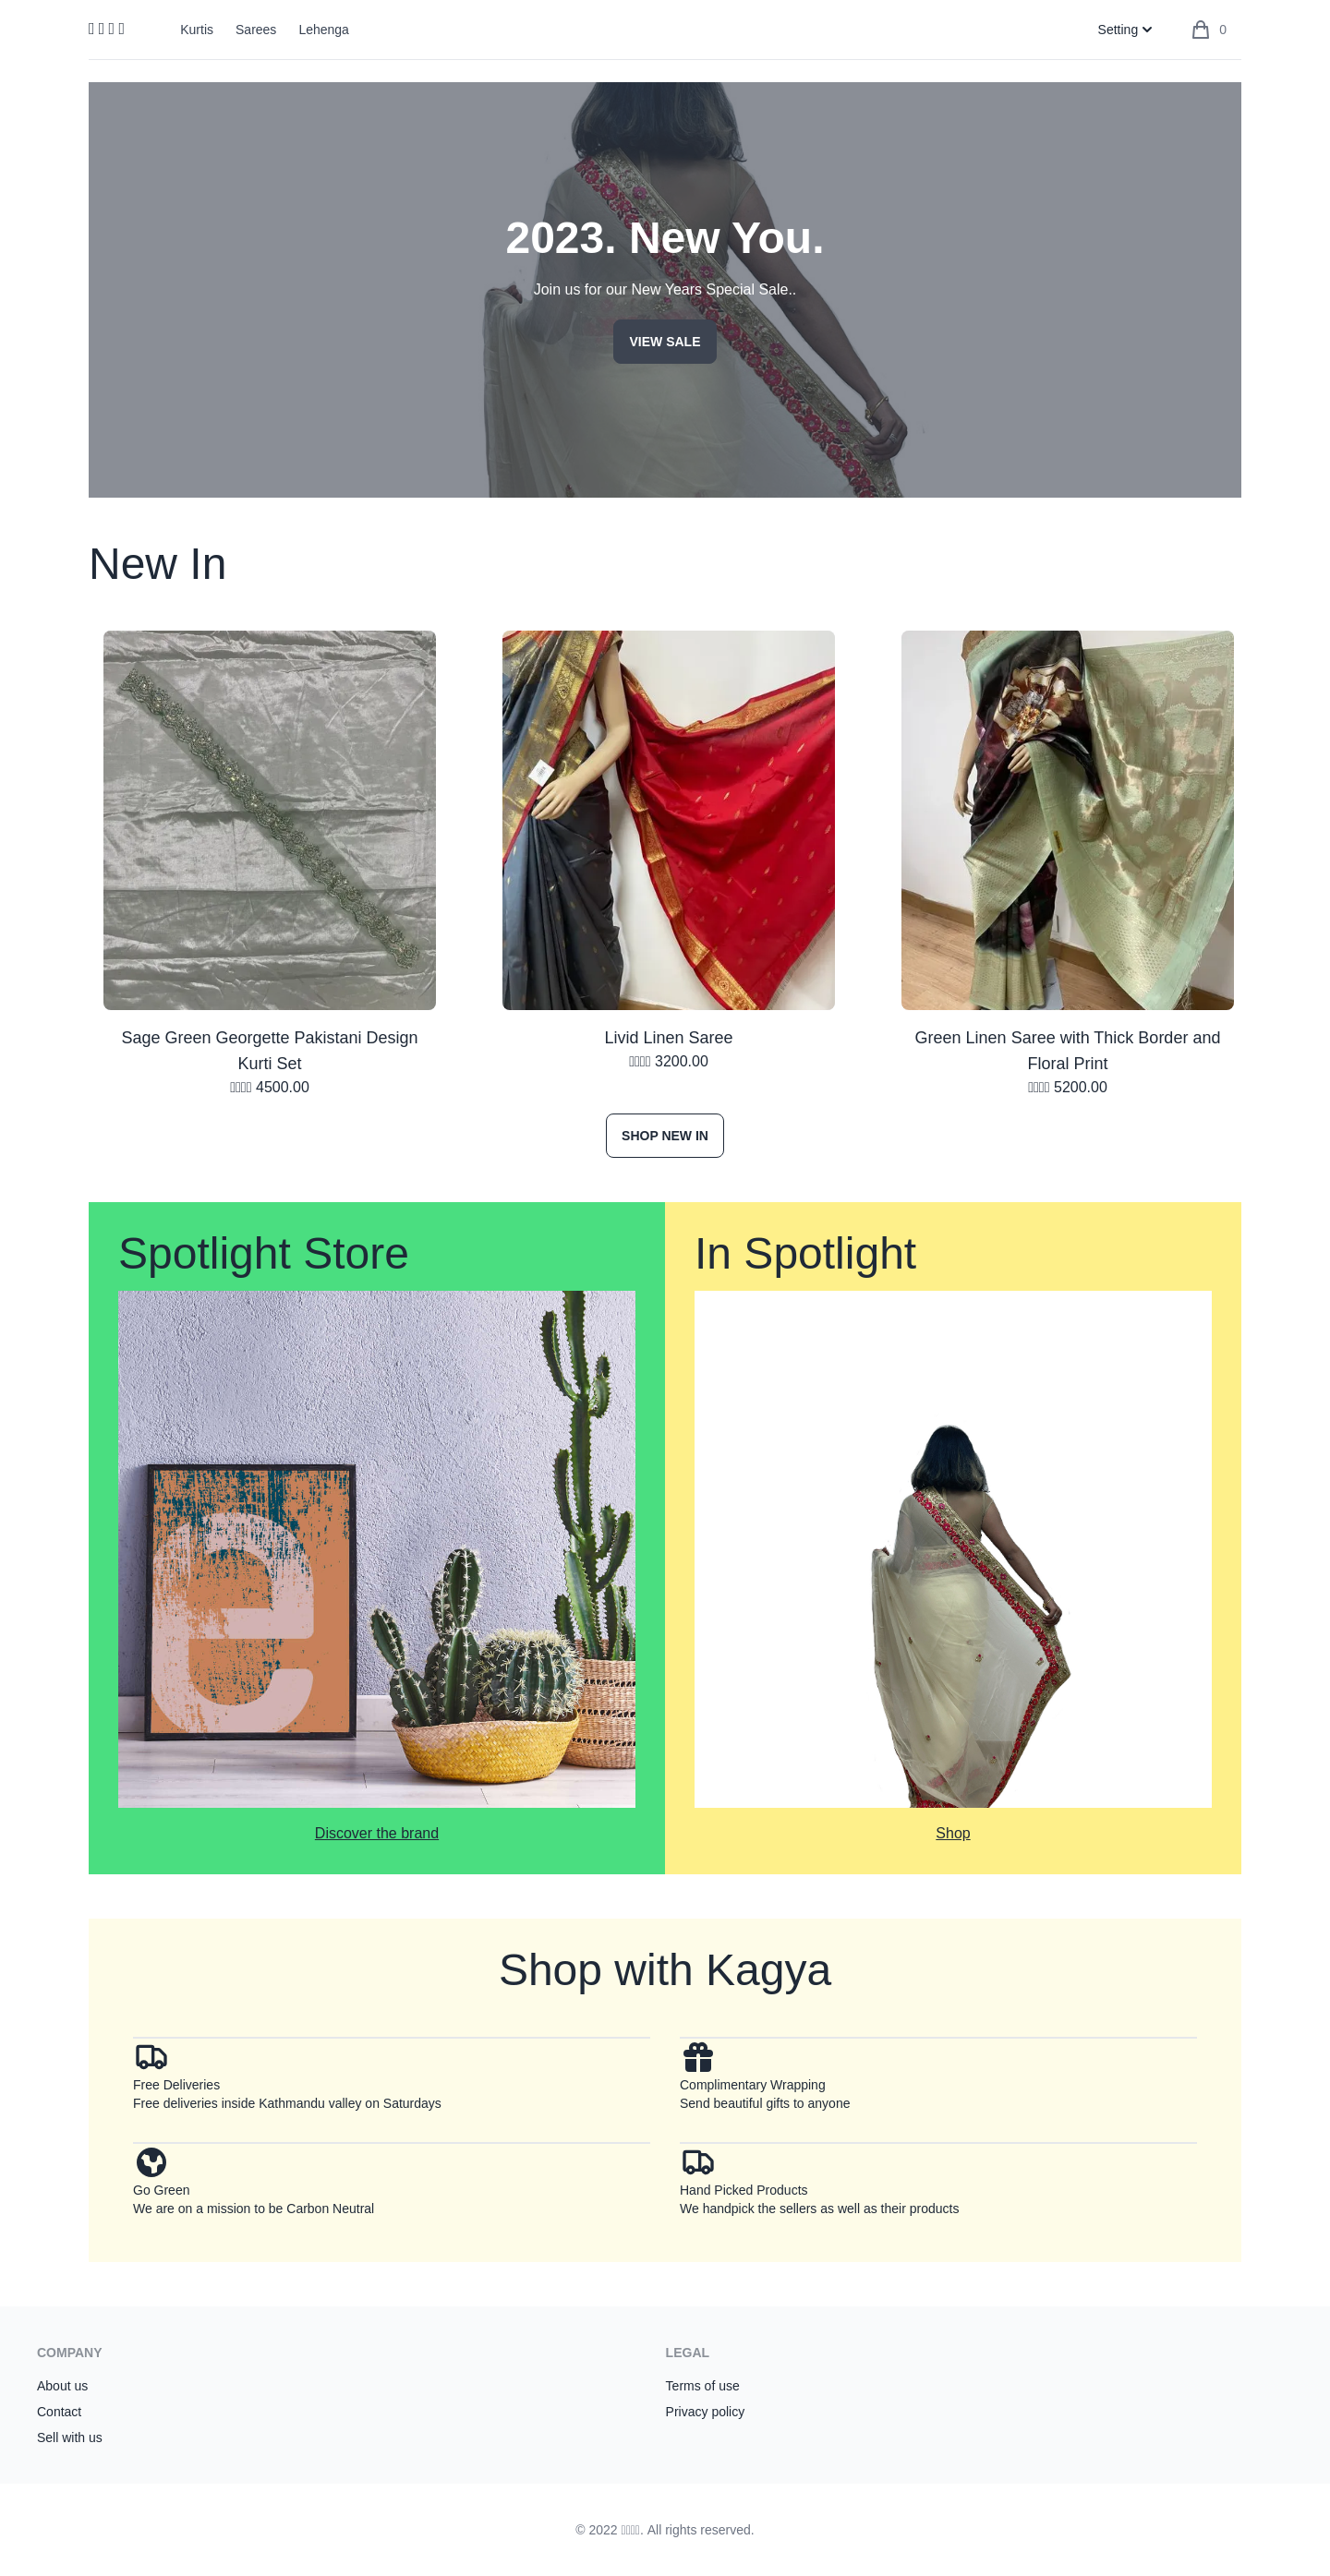 Kurtis Sarees Lehenga Setting 0
2023. New You.
Join us for our New Years Special Sale..
VIEW SALE
New In
Sage Green Georgette Pakistani Design
Kurti Set
4500.00
Livid Linen Saree
3200.00
Green Linen Saree with Thick Border and
Floral Print
5200.00
SHOP NEW IN
Spotlight Store
e
Discover the brand
In Spotlight
Shop
Shop with Kagya
Free Deliveries
Free deliveries inside Kathmandu valley on Saturdays
Complimentary Wrapping
Send beautiful gifts to anyone
Go Green
We are on a mission to be Carbon Neutral
Hand Picked Products
We handpick the sellers as well as their products
COMPANY
About us
Contact
Sell with us
LEGAL
Terms of use
Privacy policy
© 2022 . All rights reserved.